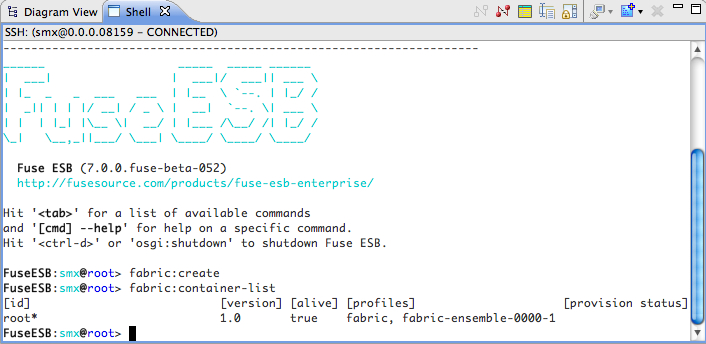 Diagram View
Shell
SSH: (smx@0.0.0.08159 – CONNECTED)
Fuse ESB
Fuse ESB (7.0.0.fuse-beta-052)
http://fusesource.com/products/fuse-esb-enterprise/
Hit '<tab>' for a list of available commands
and '[cmd] --help' for help on a specific command.
Hit '<ctrl-d>' or 'osgi:shutdown' to shutdown Fuse ESB.
FuseESB:smx@root> fabric:create
FuseESB:smx@root> fabric:container-list
[id] [version] [alive] [profiles] [provision status]
root* 1.0 true fabric, fabric-ensemble-0000-1
FuseESB:smx@root>